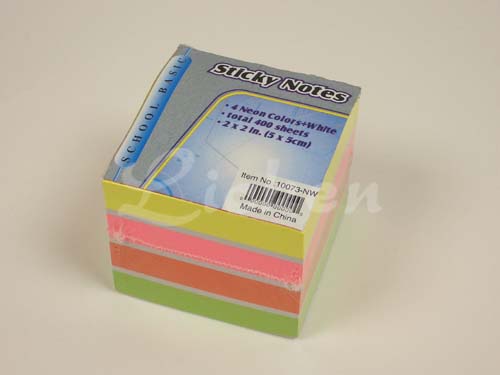 SCHOOL BASIC
Sticky Notes
• 4 Neon Colors+White
• total 400 sheets
• 2 x 2 in. (5 x 5cm)
Item No.:10073-NW
Made in China